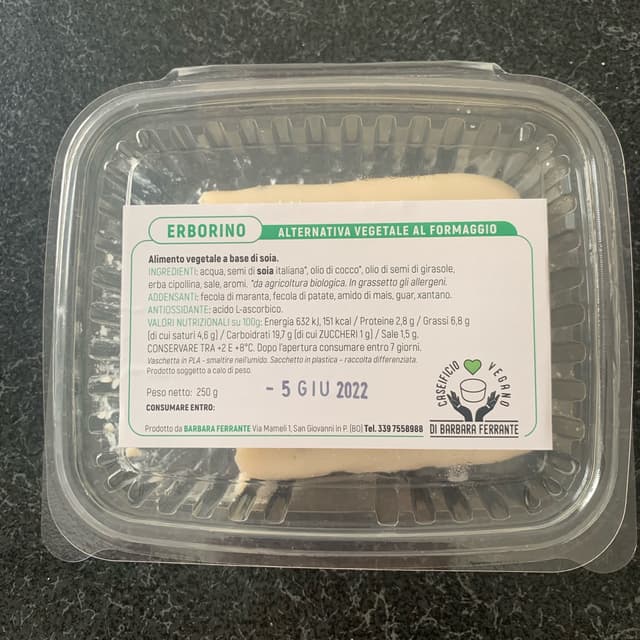 ERBORINO
ALTERNATIVA VEGETALE AL FORMAGGIO
Alimento vegetale a base di soia.
INGREDIENTI: acqua, semi di soia italiana*, olio di cocco*, olio di semi di girasole,
erba cipollina, sale, aromi. *da agricoltura biologica. In grassetto gli allergeni.
ADDENSANTI: fecola di maranta, fecola di patate, amido di mais, guar, xantano.
ANTIOSSIDANTE: acido L-ascorbico.
VALORI NUTRIZIONALI su 100g: Energia 632 kJ, 151 kcal / Proteine 2,8 g / Grassi 6,8 g
(di cui saturi 4,6 g) / Carboidrati 19,7 g (di cui ZUCCHERI 1 g) / Sale 1,5 g.
CONSERVARE TRA +2 E +8°C. Dopo l'apertura consumare entro 7 giorni.
Vaschetta in PLA - smaltire nell'umido. Sacchetto in plastica – raccolta differenziata.
Prodotto soggetto a calo di peso.
Peso netto: 250 g
- 5 GIU 2022
CONSUMARE ENTRO:
Prodotto da BARBARA FERRANTE Via Mameli 1, San Giovanni in P. (BO) Tel. 339 7558988
CASEIFICIO VEGANO
DI BARBARA FERRANTE